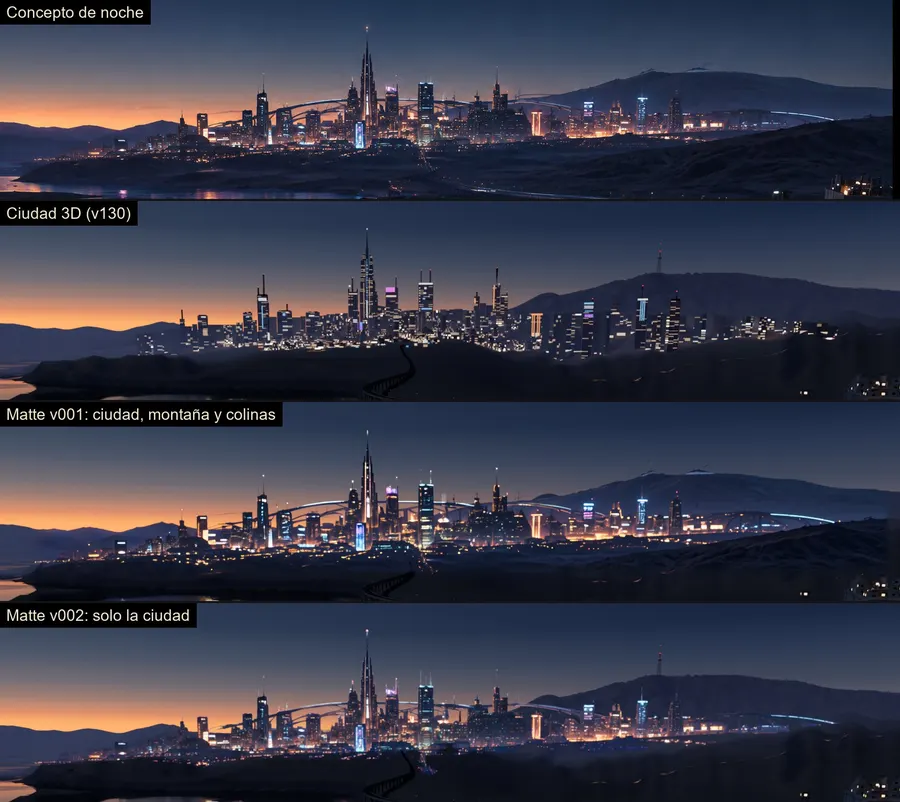 Concepto de noche
Ciudad 3D (v130)
Matte v001: ciudad, montaña y colinas
Matte v002: solo la ciudad